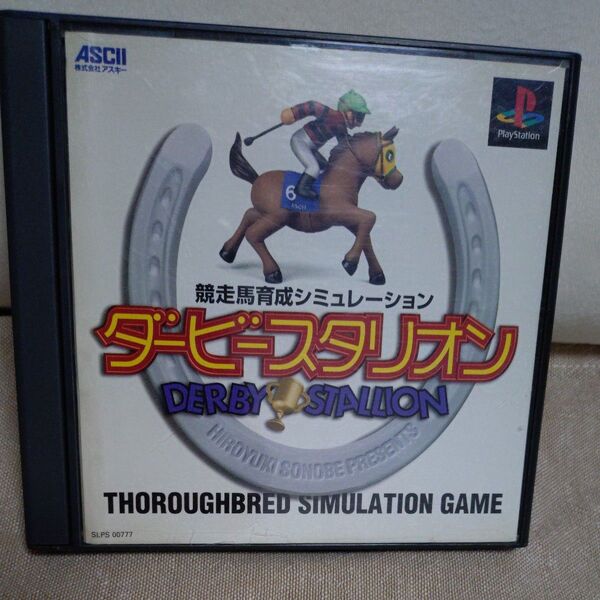 ASCII
株式会社アスキー
PlayStation
6
ASCII
競走馬育成シミュレーション
ダービースタリオン
DERBY STALLION
HIROYUKI SONOBE PRESENTS
THOROUGHBRED SIMULATION GAME
SLPS 00777